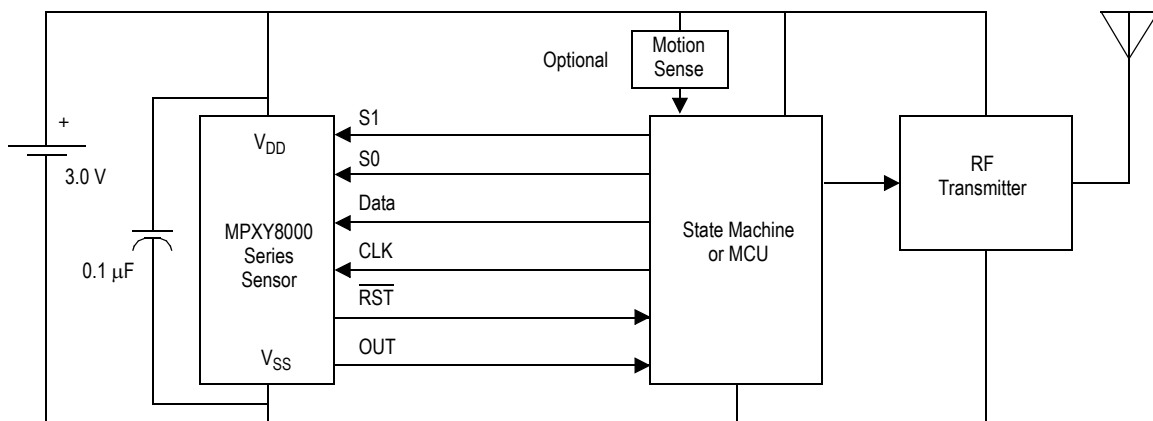 Optional
Motion
Sense
+
3.0 V
0.1 μF
V_DD
MPXY8000
Series
Sensor
V_SS
S1
S0
Data
CLK
R̅S̅T̅
OUT
State Machine
or MCU
RF
Transmitter